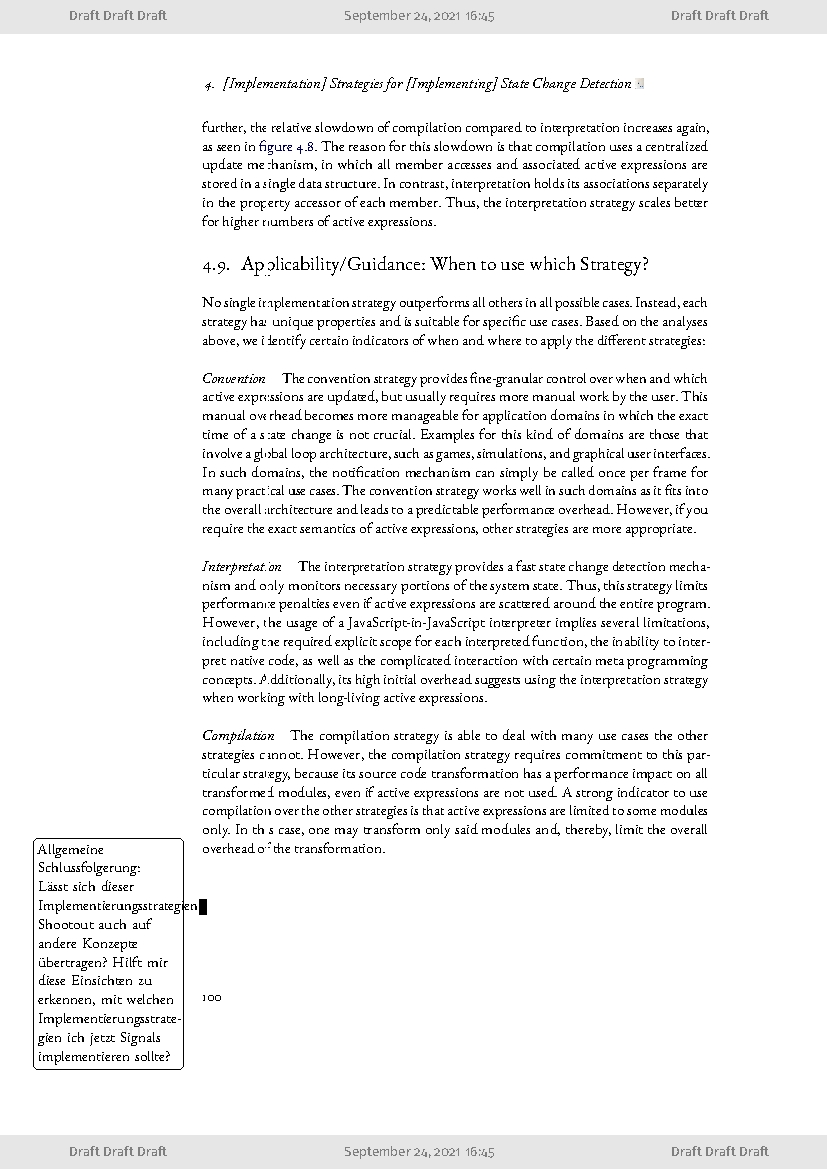 Draft Draft Draft September 24, 2021 16:45 Draft Draft Draft
4. [Implementation] Strategies for [Implementing] State Change Detection
further, the relative slowdown of compilation compared to interpretation increases again,
as seen in figure 4.8. The reason for this slowdown is that compilation uses a centralized
update mechanism, in which all member accesses and associated active expressions are
stored in a single data structure. In contrast, interpretation holds its associations separately
in the property accessor of each member. Thus, the interpretation strategy scales better
for higher numbers of active expressions.
4.9. Applicability/Guidance: When to use which Strategy?
No single implementation strategy outperforms all others in all possible cases. Instead, each
strategy has unique properties and is suitable for specific use cases. Based on the analyses
above, we identify certain indicators of when and where to apply the different strategies:
Convention The convention strategy provides fine-granular control over when and which
active expressions are updated, but usually requires more manual work by the user. This
manual overhead becomes more manageable for application domains in which the exact
time of a state change is not crucial. Examples for this kind of domains are those that
involve a global loop architecture, such as games, simulations, and graphical user interfaces.
In such domains, the notification mechanism can simply be called once per frame for
many practical use cases. The convention strategy works well in such domains as it fits into
the overall architecture and leads to a predictable performance overhead. However, if you
require the exact semantics of active expressions, other strategies are more appropriate.
Interpretation The interpretation strategy provides a fast state change detection mecha-
nism and only monitors necessary portions of the system state. Thus, this strategy limits
performance penalties even if active expressions are scattered around the entire program.
However, the usage of a JavaScript-in-JavaScript interpreter implies several limitations,
including the required explicit scope for each interpreted function, the inability to inter-
pret native code, as well as the complicated interaction with certain meta programming
concepts. Additionally, its high initial overhead suggests using the interpretation strategy
when working with long-living active expressions.
Compilation The compilation strategy is able to deal with many use cases the other
strategies cannot. However, the compilation strategy requires commitment to this par-
ticular strategy, because its source code transformation has a performance impact on all
transformed modules, even if active expressions are not used. A strong indicator to use
compilation over the other strategies is that active expressions are limited to some modules
only. In this case, one may transform only said modules and, thereby, limit the overall
overhead of the transformation.
Allgemeine
Schlussfolgerung:
Lässt sich dieser
Implementierungsstrategien
Shootout auch auf
andere Konzepte
übertragen? Hilft mir
diese Einsichten zu
erkennen, mit welchen
Implementierungsstrate-
gien ich jetzt Signals
implementieren sollte?
100
Draft Draft Draft September 24, 2021 16:45 Draft Draft Draft